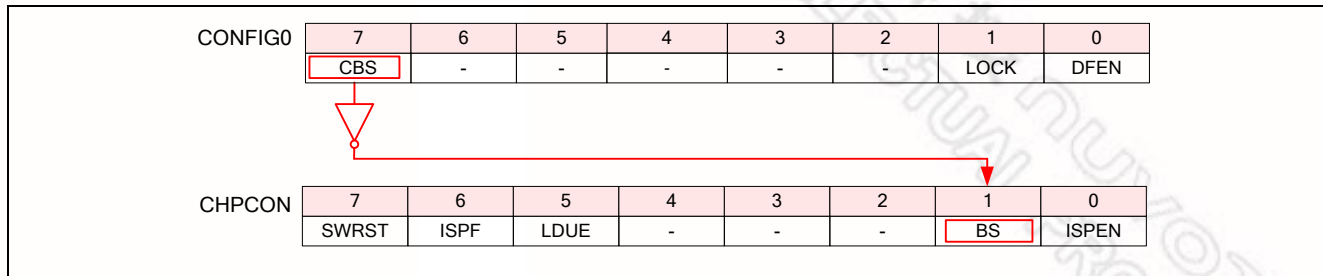 CONFIG0 7 6 5 4 3 2 1 0
CBS - - - - - LOCK DFEN
CHPCON 7 6 5 4 3 2 1 0
SWRST ISPF LDUE - - - BS ISPEN